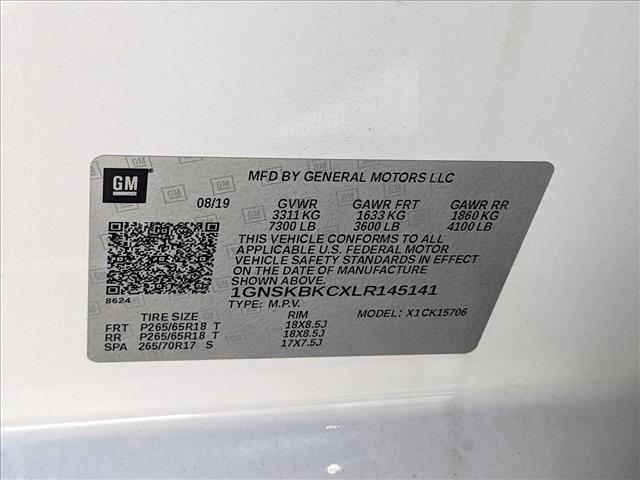 GM
MFD BY GENERAL MOTORS LLC
08/19 GVWR GAWR FRT GAWR RR
3311 KG 1633 KG 1860 KG
7300 LB 3600 LB 4100 LB
THIS VEHICLE CONFORMS TO ALL
APPLICABLE U.S. FEDERAL MOTOR
VEHICLE SAFETY STANDARDS IN
EFFECT ON THE DATE OF MANUFACTURE
SHOWN ABOVE.
8624
1GNSKBKCXLR145141
TYPE: M.P.V. MODEL: X1CK15706
TIRE SIZE RIM
FRT P265/65R18 T 18X8.5J
RR P265/65R18 T 18X8.5J
SPA 265/70R17 S 17X7.5J